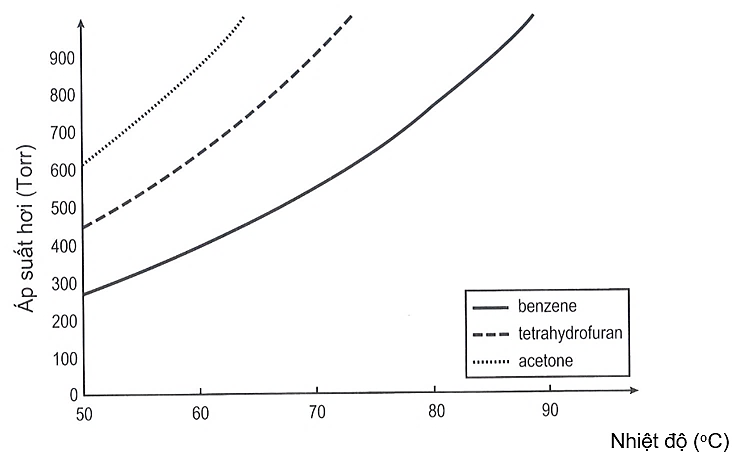 Áp suất hơi (Torr)
900
800
700
600
500
400
300
200
100
0
50 60 70 80 90
Nhiệt độ (ºC)
benzene
tetrahydrofuran
acetone